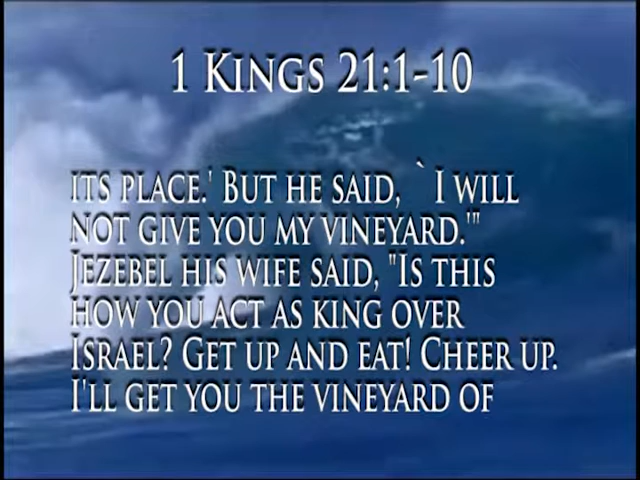 1 Kings 21:1-10
its place.' But he said, ` I will
not give you my vineyard.'"
Jezebel his wife said, "Is this
how you act as king over
Israel? Get up and eat! Cheer up.
I'll get you the vineyard of